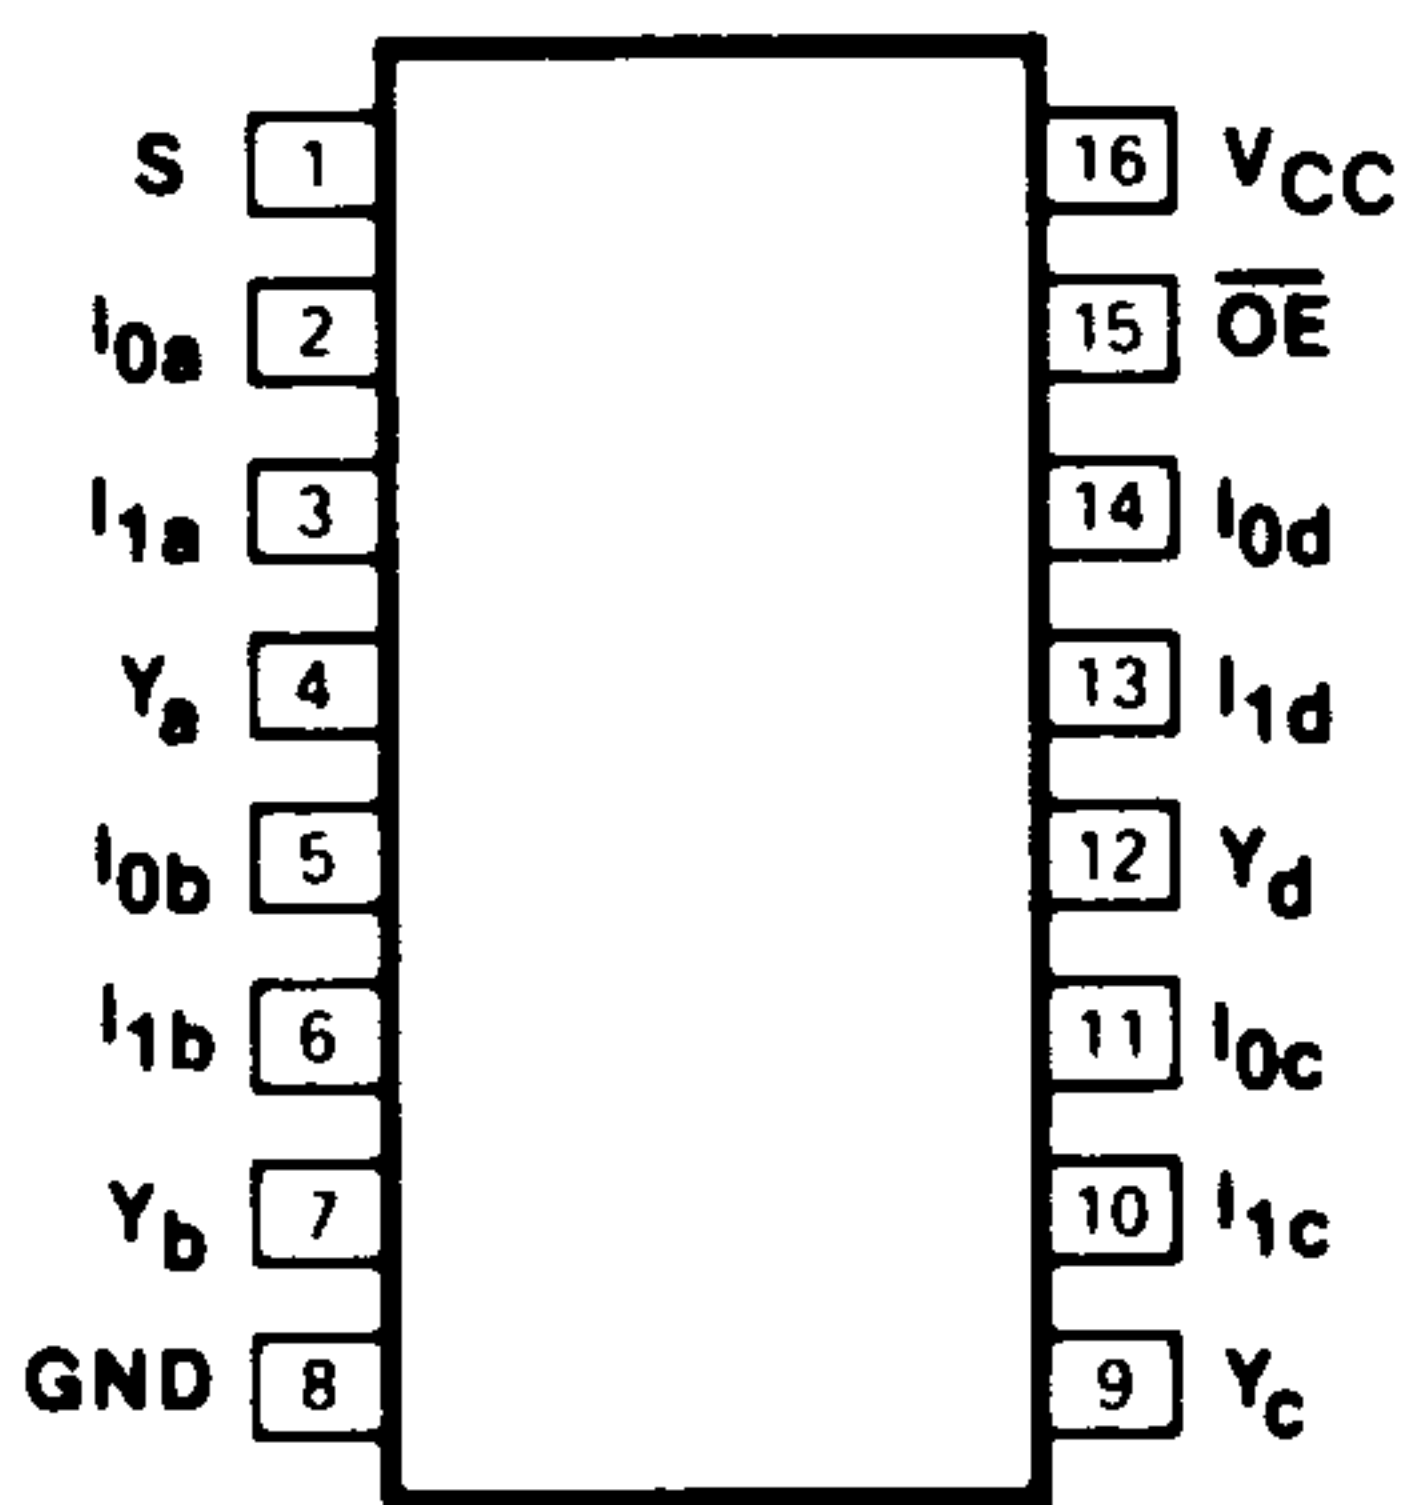 S 1 16 VCC
I0a 2 15 O̅E̅
I1a 3 14 I0d
Ya 4 13 I1d
I0b 5 12 Yd
I1b 6 11 I0c
Yb 7 10 I1c
GND 8 9 Yc